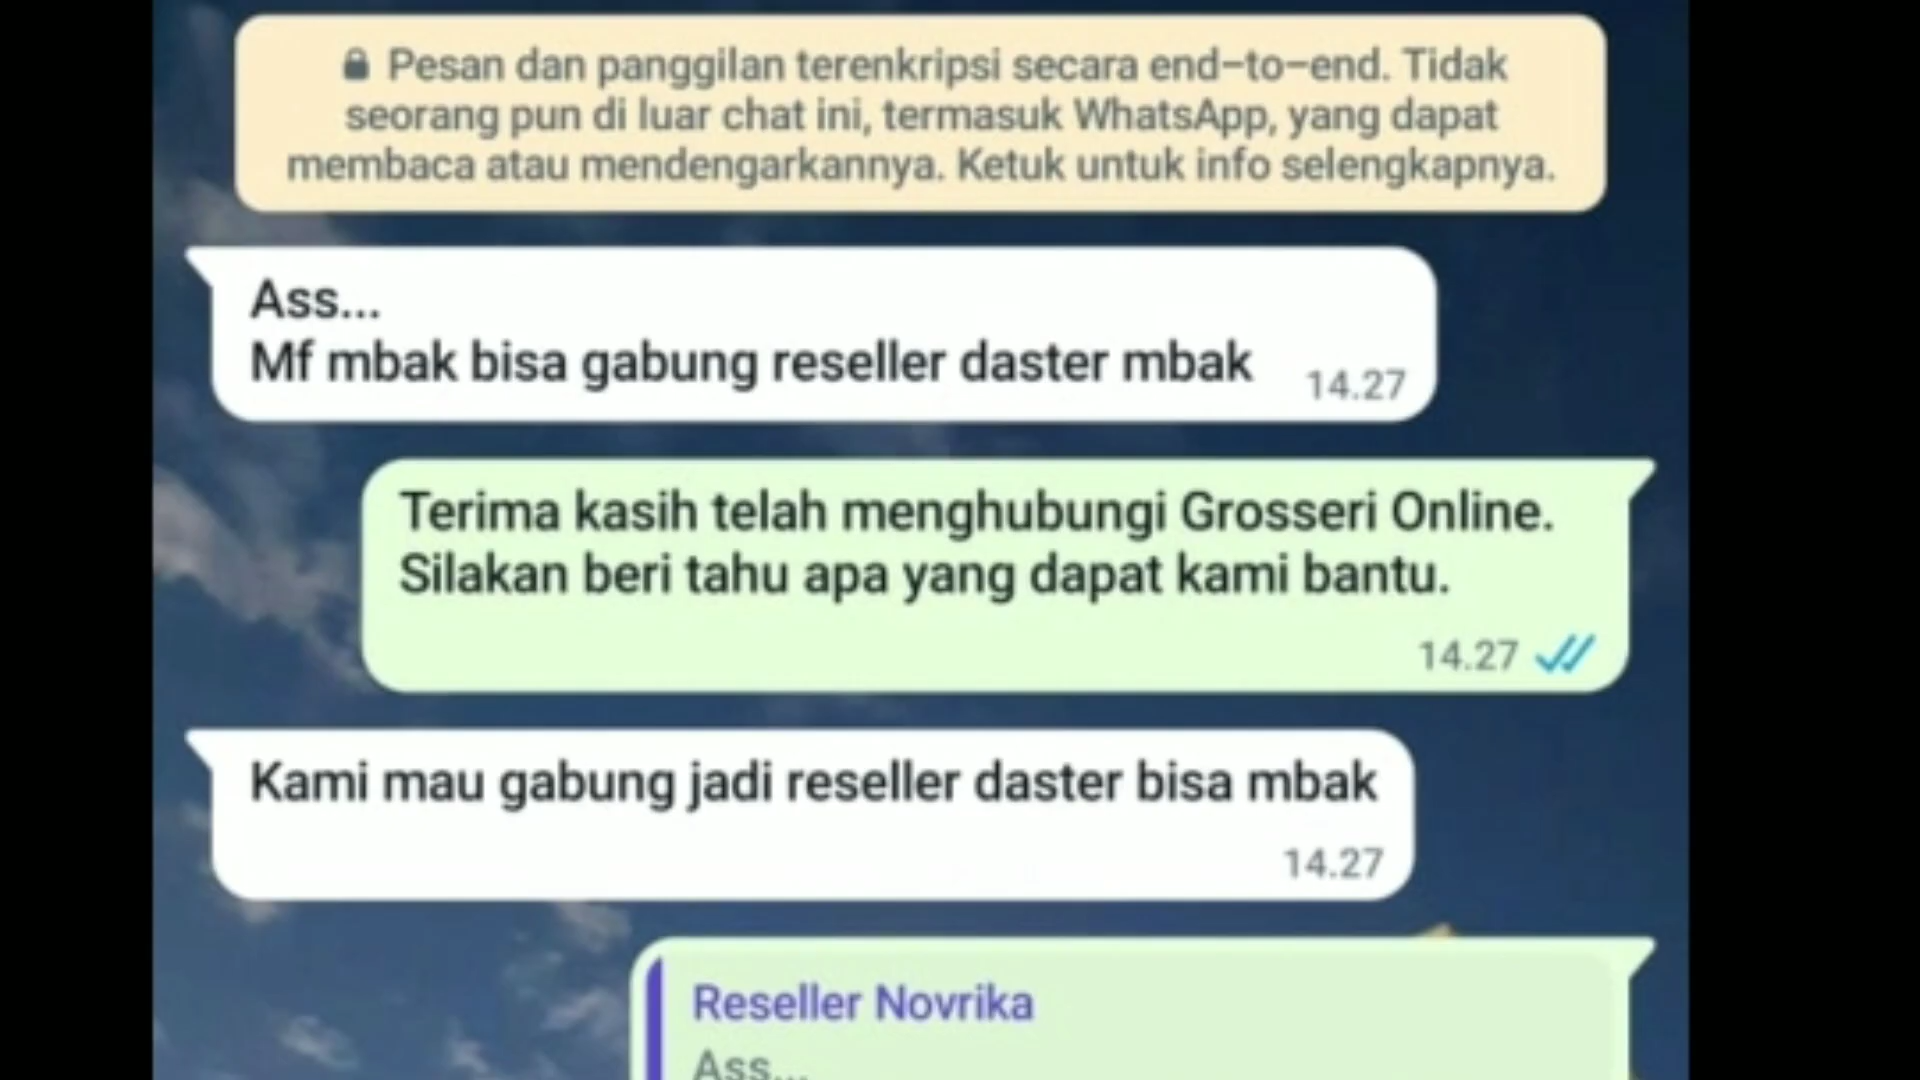 Pesan dan panggilan terenkripsi secara end-to-end. Tidak
seorang pun di luar chat ini, termasuk WhatsApp, yang dapat
membaca atau mendengarkannya. Ketuk untuk info selengkapnya.
Ass...
Mf mbak bisa gabung reseller daster mbak
14.27
Terima kasih telah menghubungi Grosseri Online.
Silakan beri tahu apa yang dapat kami bantu.
14.27
Kami mau gabung jadi reseller daster bisa mbak
14.27
Reseller Novrika
Ass...